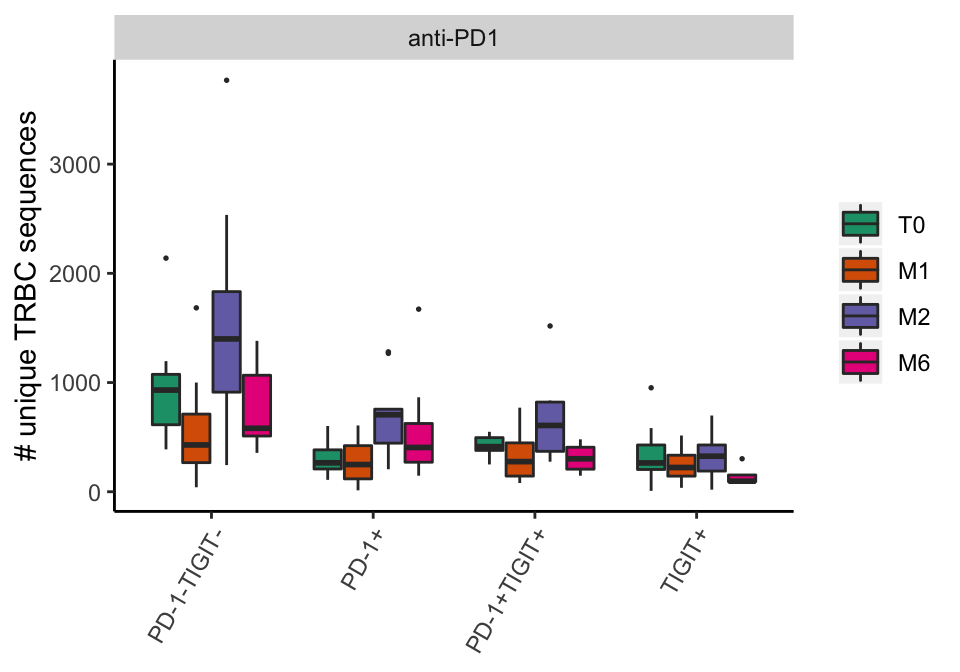 anti-PD1
# unique TRBC sequences
3000
2000
1000
0
PD-1-TIGIT-
PD-1+
PD-1+TIGIT+
TIGIT+
T0
M1
M2
M6